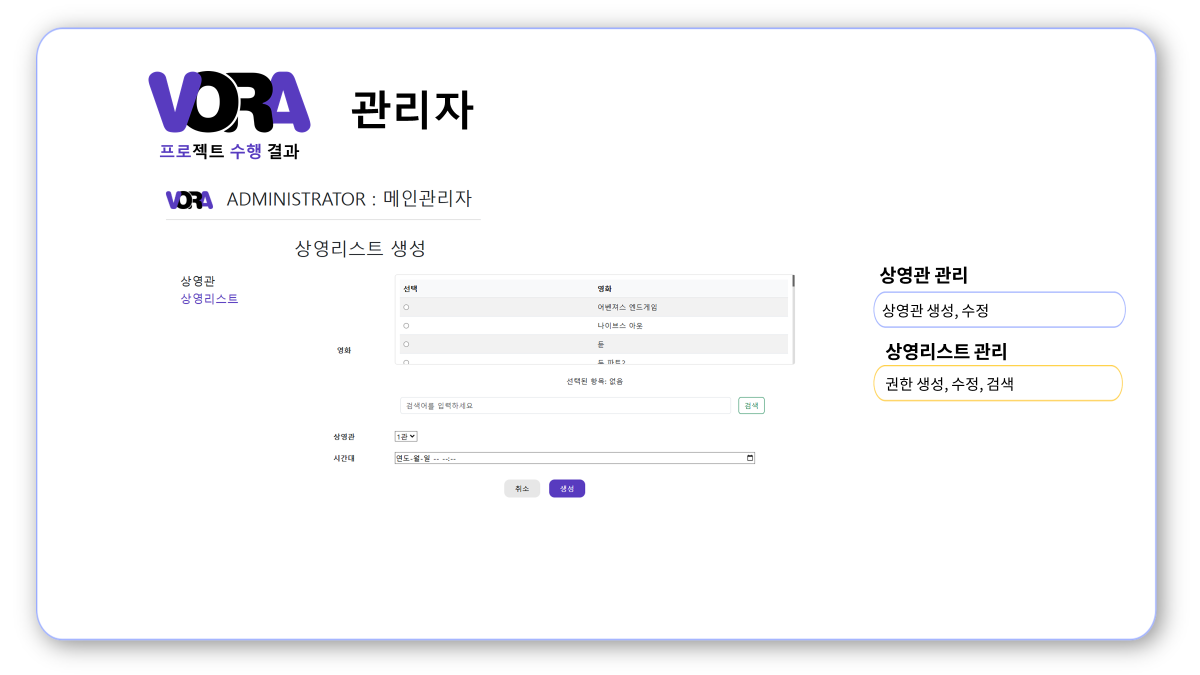 VORA
관리자
프로젝트 수행 결과
VORA ADMINISTRATOR : 메인관리자
상영리스트 생성
상영관
상영리스트
선택 영화
어벤져스 엔드게임
나이브스 아웃
듄
듄 파트2
영화
선택된 항목: 없음
검색어를 입력하세요 검색
상영관 1관
시간대 연도-월-일 -- --:--
취소 생성
상영관 관리
상영관 생성, 수정
상영리스트 관리
권한 생성, 수정, 검색